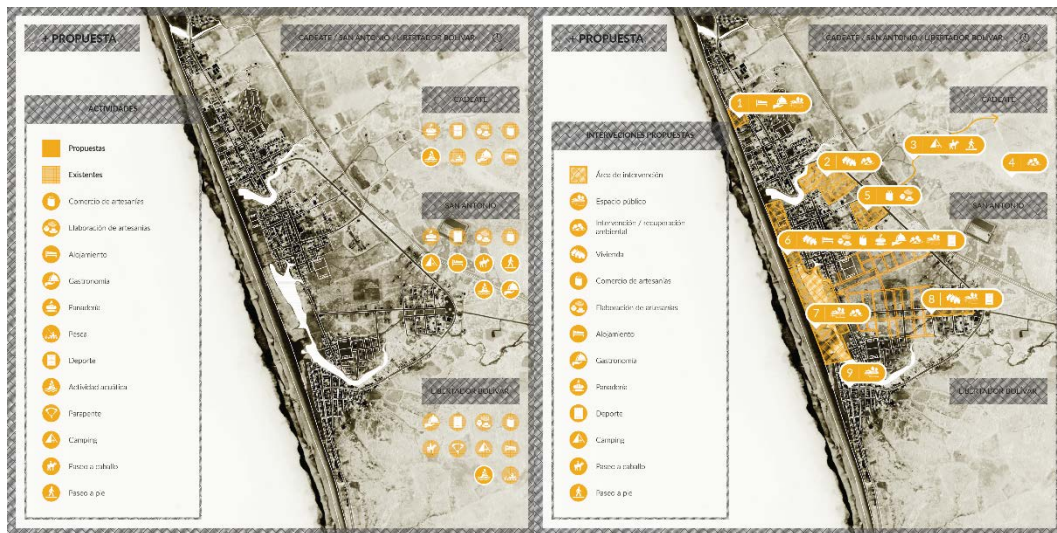 + PROPUESTA
CADEATE / SAN ANTONIO / LIBERTADOR BOLIVAR
ACTIVIDADES
Propuestas
Existentes
Comercio de artesanías
Elaboración de artesanías
Alojamiento
Gastronomía
Panadería
Pesca
Deporte
Actividad acuática
Parapente
Camping
Paseo a caballo
Paseo a pie
CADEATE
SAN ANTONIO
LIBERTADOR BOLIVAR
+ PROPUESTA
CADEATE / SAN ANTONIO / LIBERTADOR BOLIVAR
INTERVECIONES PROPUESTAS
Área de intervención
Espacio público
Intervención / recuperación
ambiental
Vivienda
Comercio de artesanías
Elaboración de artesanías
Alojamiento
Gastronomía
Panadería
Deporte
Camping
Paseo a caballo
Paseo a pie
CADEATE
1
2
3
4
5
SAN ANTONIO
6
7
8
9
LIBERTADOR BOLIVAR